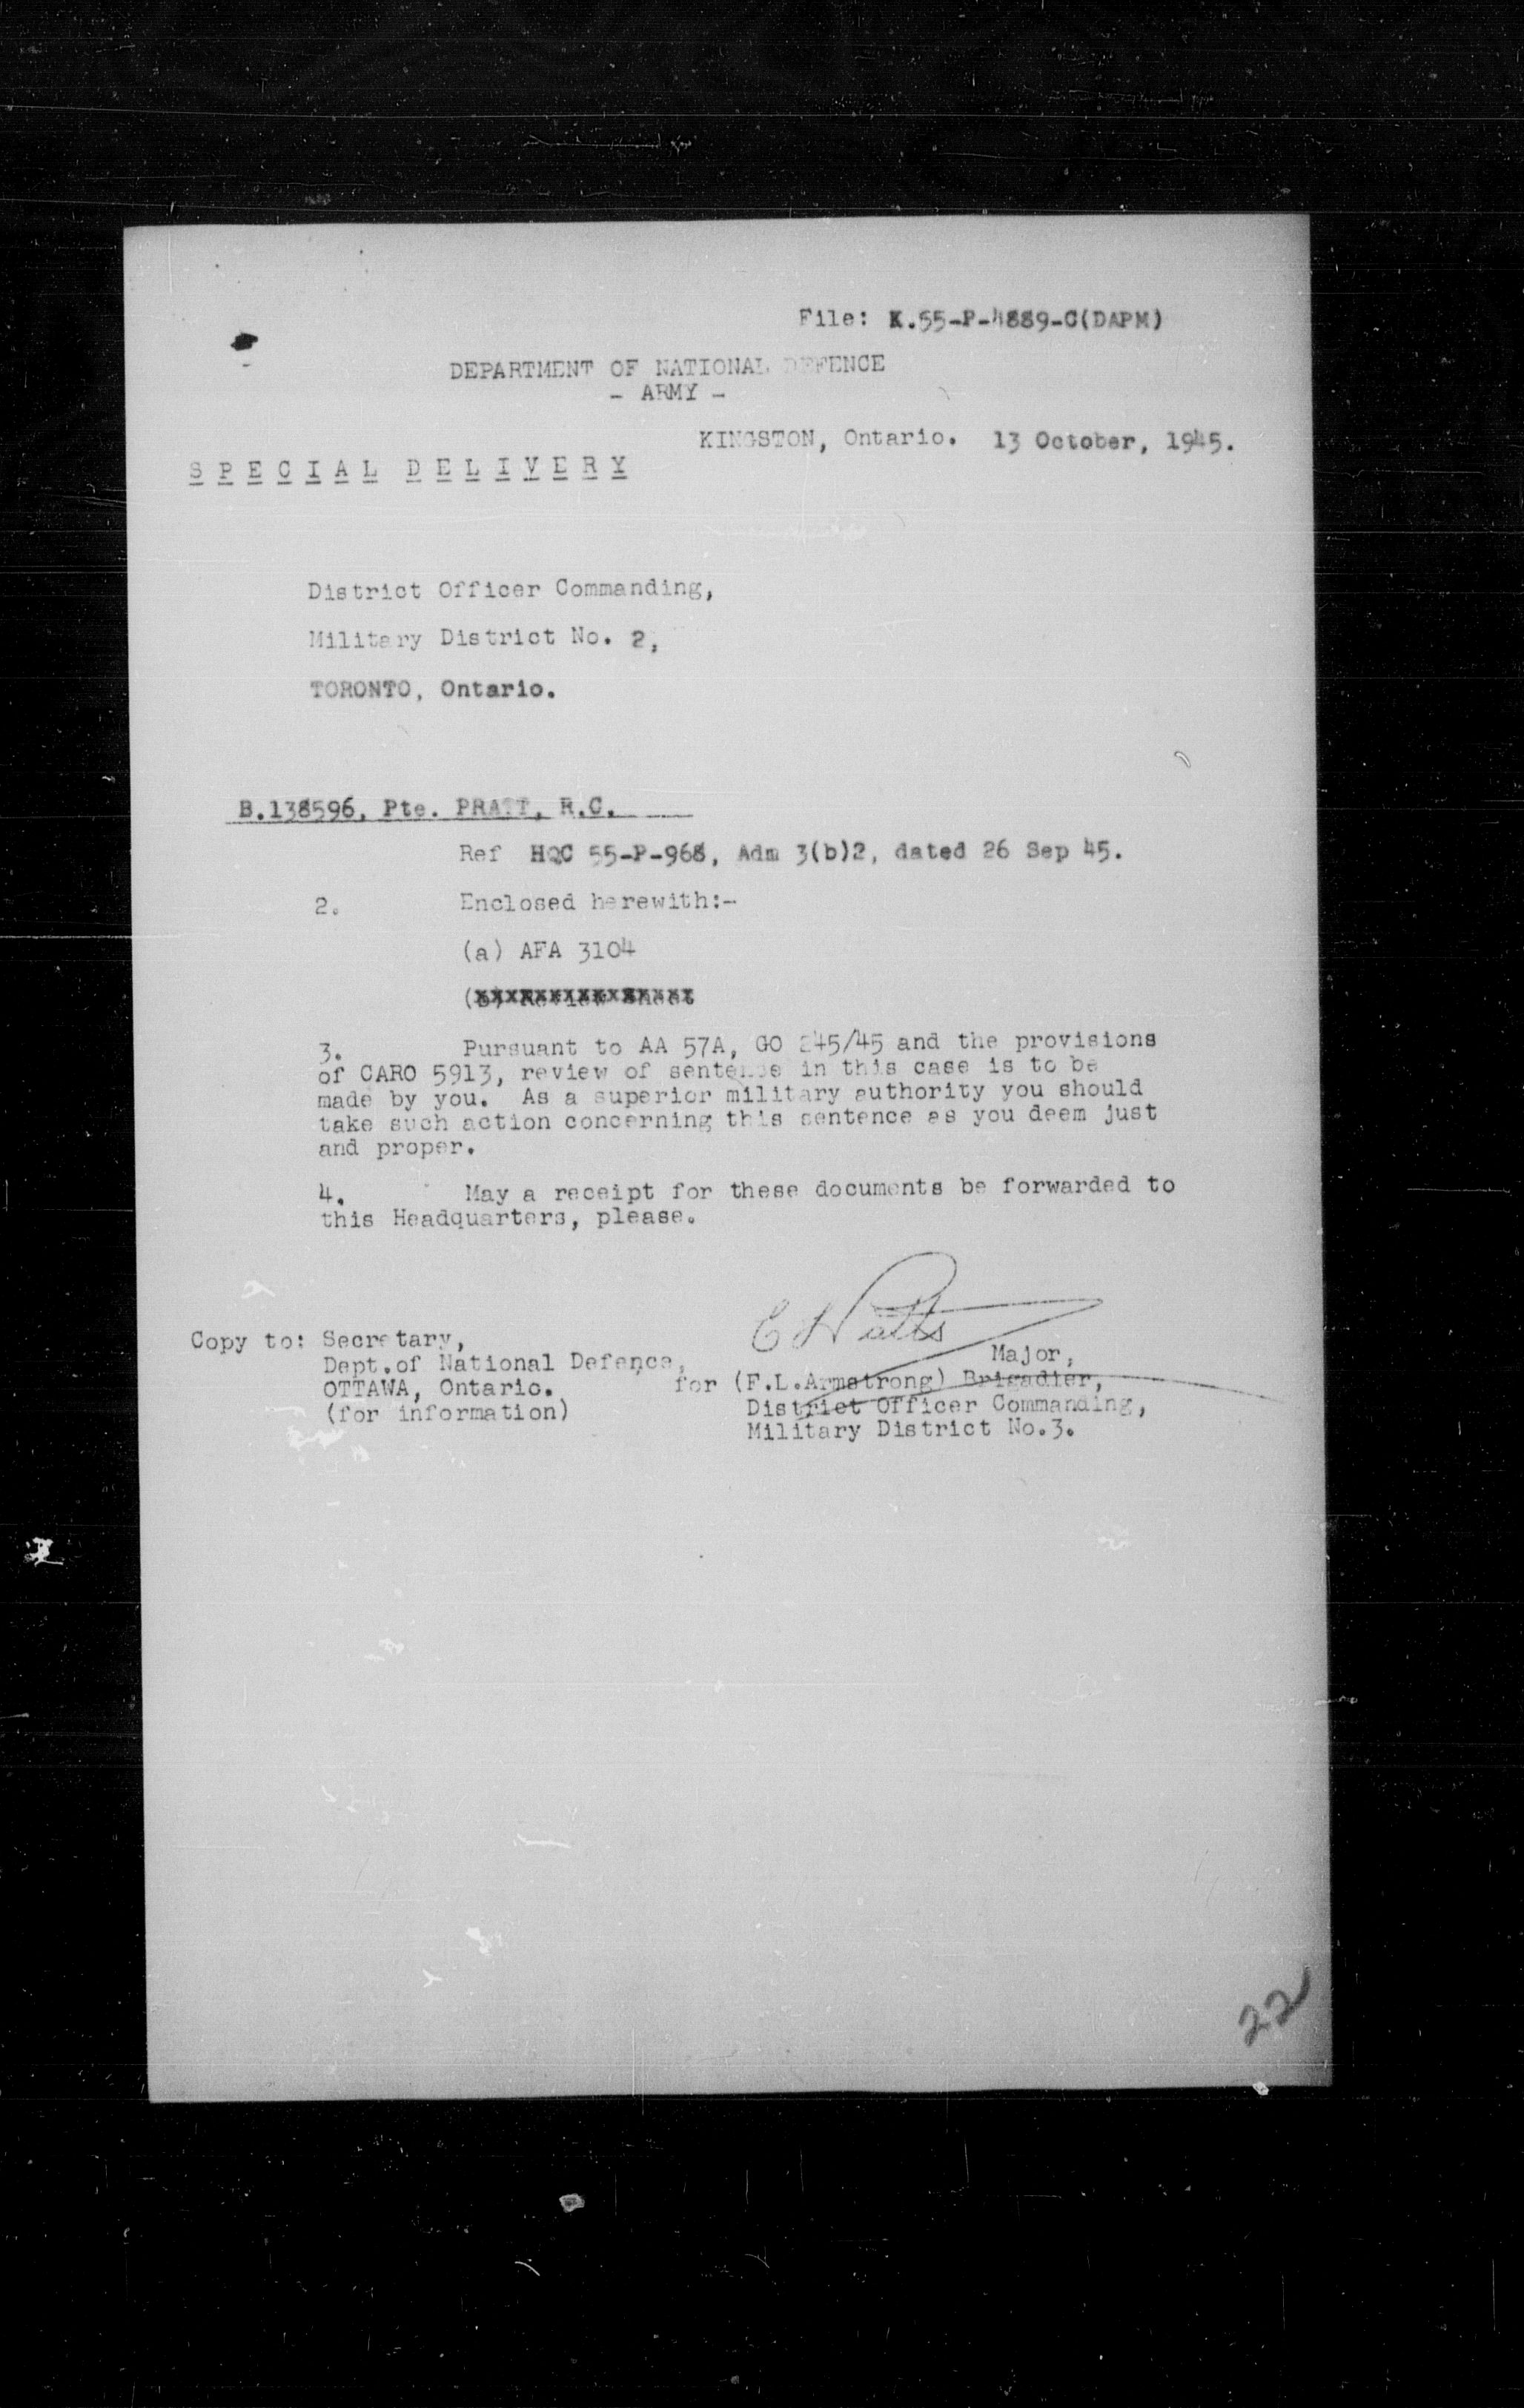 File: K.55-P-4889-C(DAPM)
DEPARTMENT OF NATIONAL DEFENCE
- ARMY -
KINGSTON, Ontario. 13 October, 1945.
SPECIAL DELIVERY
District Officer Commanding,
Military District No. 2,
TORONTO, Ontario.
B.138596, Pte. PRATT, R.C.
Ref HQC 55-P-968, Adm 3(b)2, dated 26 Sep 45.
2. Enclosed herewith:-
(a) AFA 3104
3. Pursuant to AA 57A, GO 245/45 and the provisions
of CARO 5913, review of sentence in this case is to be
made by you. As a superior military authority you should
take such action concerning this sentence as you deem just
and proper.
4. May a receipt for these documents be forwarded to
this Headquarters, please.
Copy to: Secretary,
Dept.of National Defence,
OTTAWA, Ontario.
(for information)
Major,
for (F.L.Armstrong) Brigadier,
District Officer Commanding,
Military District No.3.
22